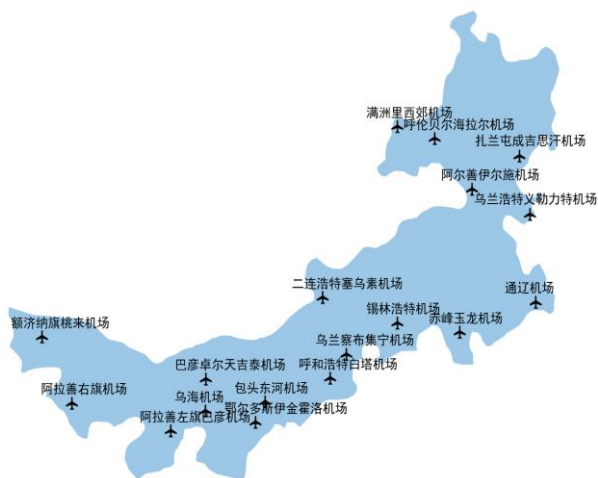 满洲里西郊机场
呼伦贝尔海拉尔机场
扎兰屯成吉思汗机场
阿尔善伊尔施机场
乌兰浩特义勒力特机场
二连浩特塞乌素机场
通辽机场
锡林浩特机场
额济纳旗桃来机场
赤峰玉龙机场
乌兰察布集宁机场
巴彦卓尔天吉泰机场
呼和浩特白塔机场
阿拉善右旗机场
包头东河机场
乌海机场
鄂尔多斯伊金霍洛机场
阿拉善左旗巴彦机场